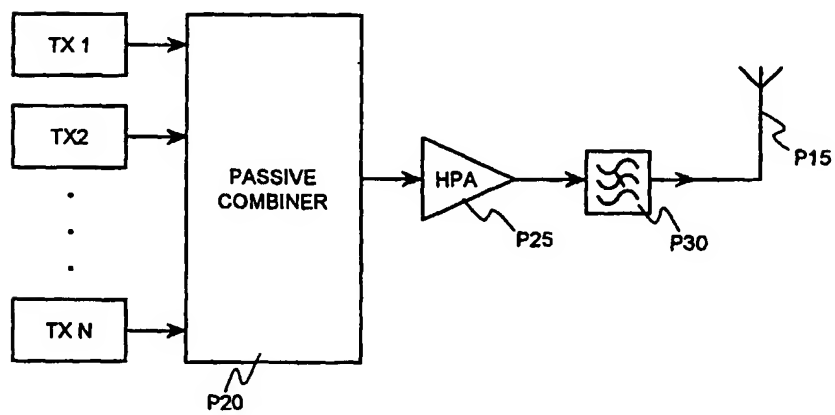 TX 1
TX2
TX N
PASSIVE
COMBINER
HPA
P15
P25
P30
P20